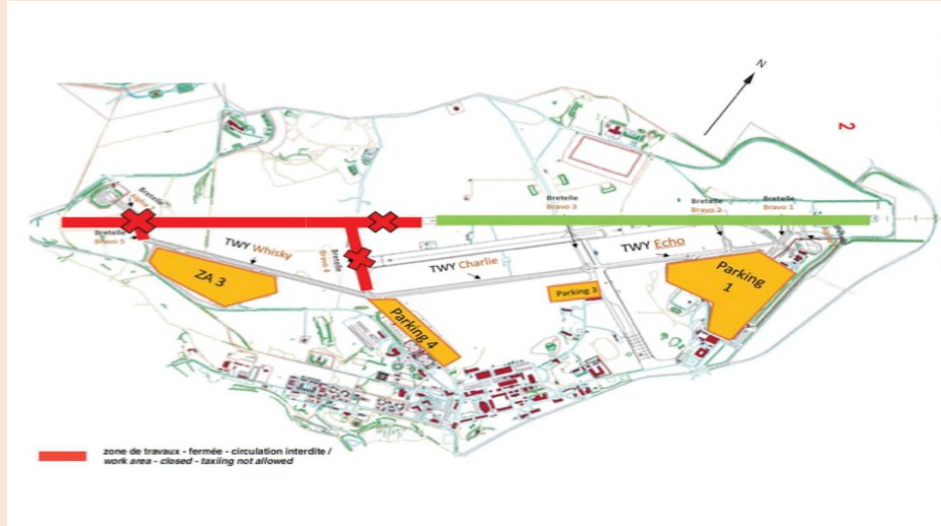 N
2
Bretelle
Bravo 3
Bretelle
Bravo 2
Bretelle
Bravo 1
Bretelle
Bretelle
Bravo 5
TWY Whisky
Bretelle
Bravo 4
TWY Charlie
TWY Echo
ZA 3
Parking 4
Parking 3
Parking
1
zone de travaux - fermée - circulation interdite /
work area - closed - taxiing not allowed